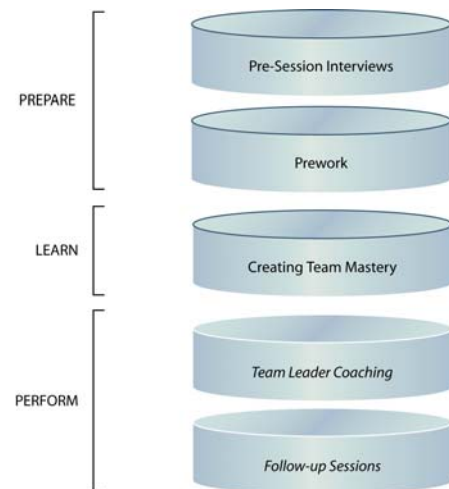 PREPARE
Pre-Session Interviews
Prework
LEARN
Creating Team Mastery
PERFORM
Team Leader Coaching
Follow-up Sessions